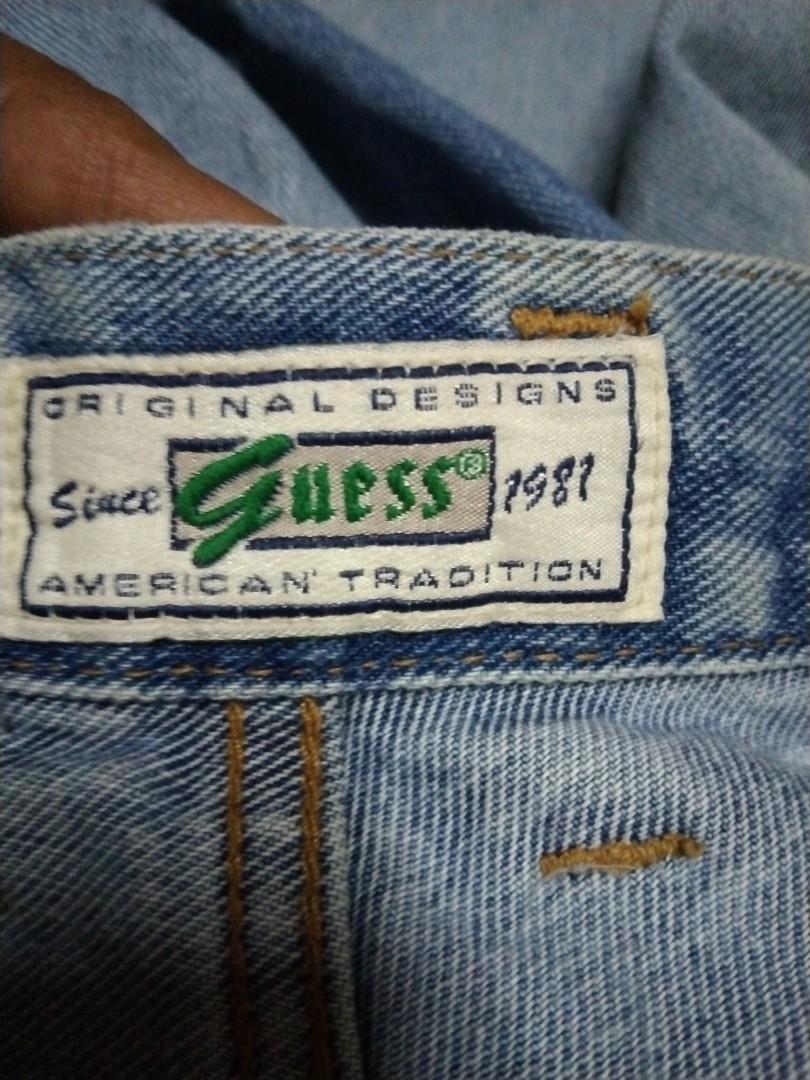 ORIGINAL DESIGNS
Since guess® 1981
AMERICAN TRADITION